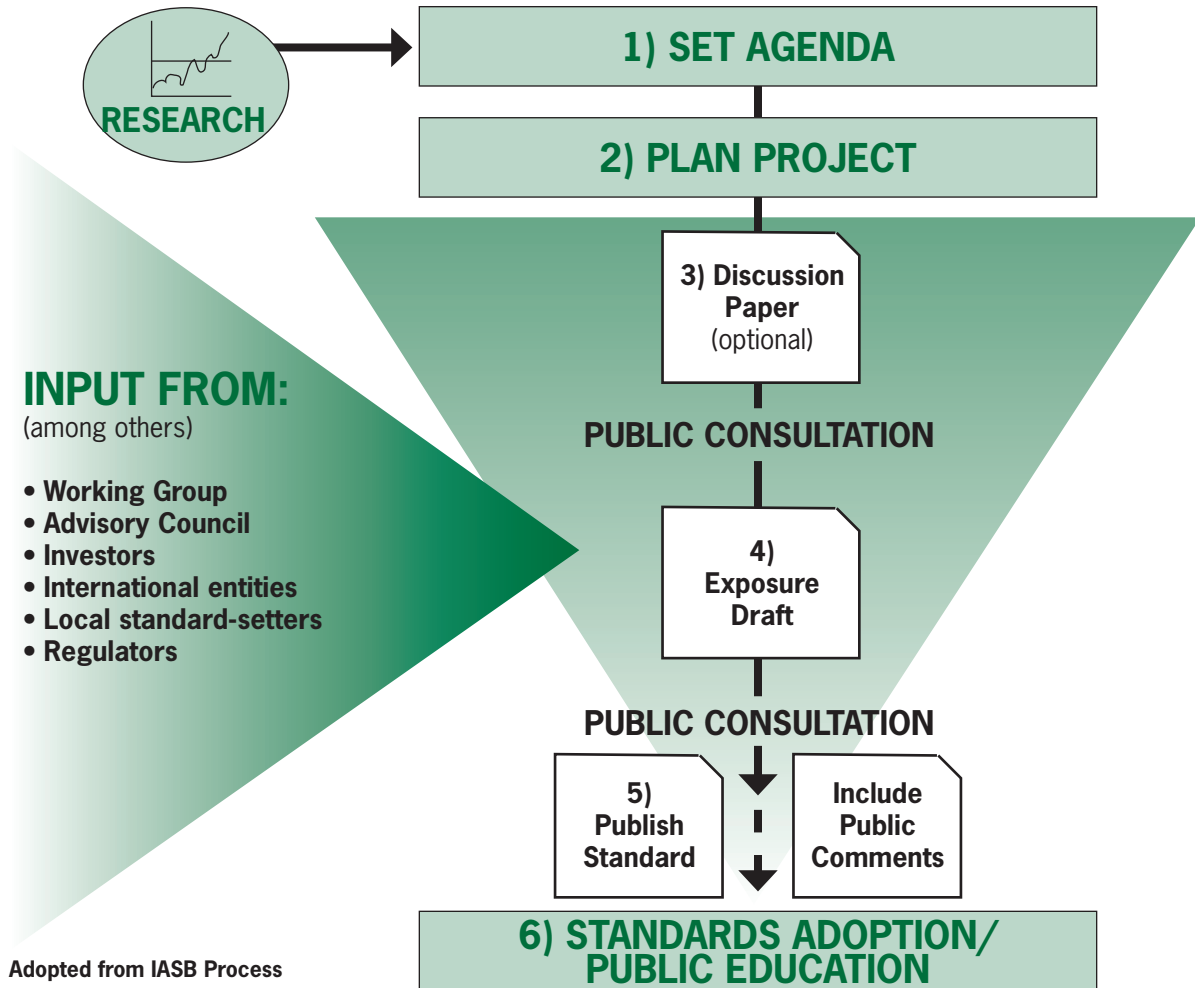 RESEARCH
1) SET AGENDA
2) PLAN PROJECT
3) Discussion
Paper
(optional)
PUBLIC CONSULTATION
INPUT FROM:
(among others)
• Working Group
• Advisory Council
• Investors
• International entities
• Local standard-setters
• Regulators
4)
Exposure
Draft
PUBLIC CONSULTATION
5)
Publish
Standard
Include
Public
Comments
6) STANDARDS ADOPTION/
PUBLIC EDUCATION
Adopted from IASB Process